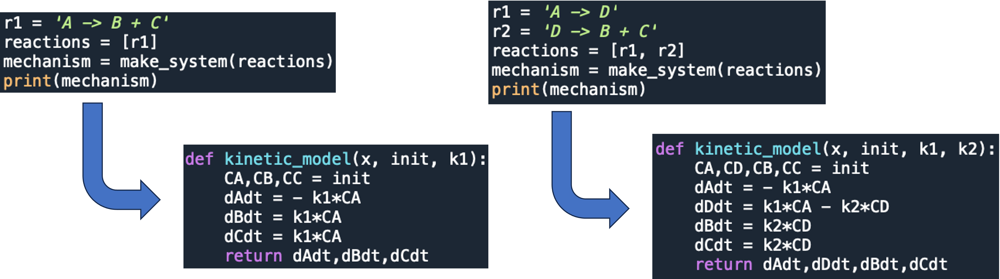 r1 = 'A -> B + C'
reactions = [r1]
mechanism = make_system(reactions)
print(mechanism)
def kinetic_model(x, init, k1):
    CA,CB,CC = init
    dAdt = - k1*CA
    dBdt = k1*CA
    dCdt = k1*CA
    return dAdt,dBdt,dCdt
r1 = 'A -> D'
r2 = 'D -> B + C'
reactions = [r1, r2]
mechanism = make_system(reactions)
print(mechanism)
def kinetic_model(x, init, k1, k2):
    CA,CD,CB,CC = init
    dAdt = - k1*CA
    dDdt = k1*CA - k2*CD
    dBdt = k2*CD
    dCdt = k2*CD
    return dAdt,dDdt,dBdt,dCdt